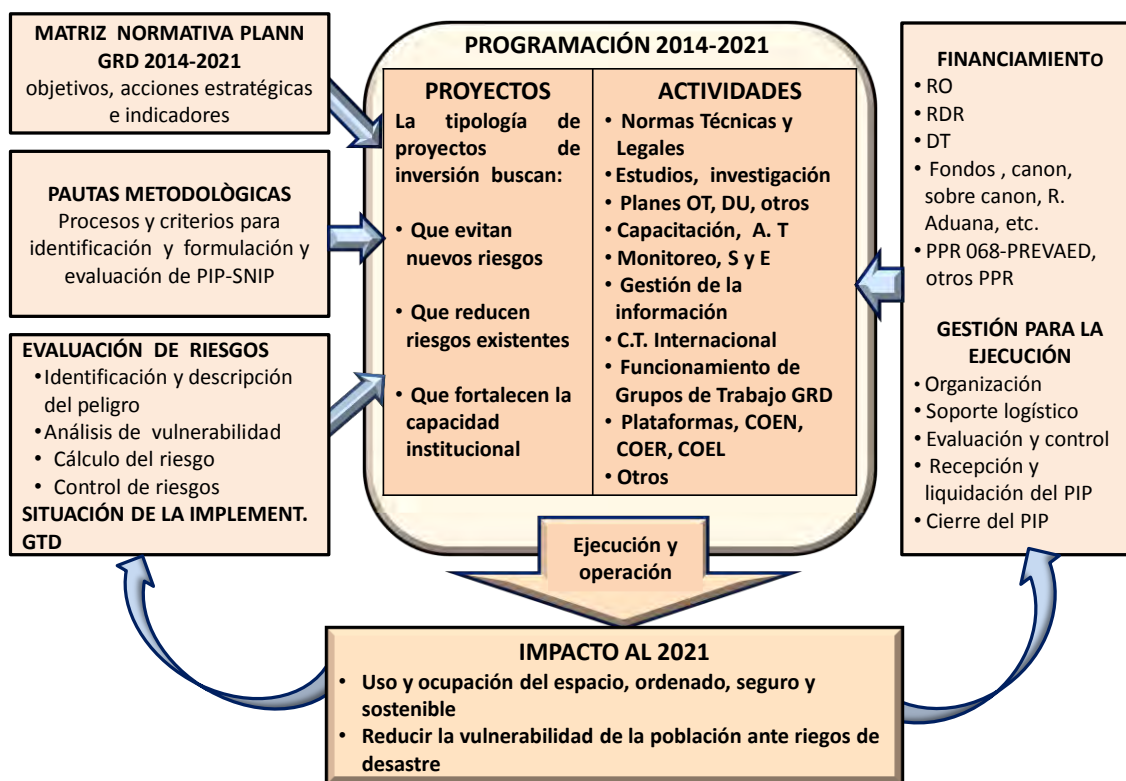 MATRIZ NORMATIVA PLANN
GRD 2014-2021
objetivos, acciones estratégicas
e indicadores
PAUTAS METODOLÒGICAS
Procesos y criterios para
identificación y formulación y
evaluación de PIP-SNIP
EVALUACIÓN DE RIESGOS
•Identificación y descripción
del peligro
•Análisis de vulnerabilidad
• Cálculo del riesgo
• Control de riesgos
SITUACIÓN DE LA IMPLEMENT.
GTD
PROGRAMACIÓN 2014-2021
PROYECTOS
La tipología de
proyectos de
inversión buscan:
• Que evitan
nuevos riesgos
• Que reducen
riesgos existentes
• Que fortalecen la
capacidad
institucional
ACTIVIDADES
• Normas Técnicas y
Legales
• Estudios, investigación
• Planes OT, DU, otros
• Capacitación, A. T
• Monitoreo, S y E
• Gestión de la
información
• C.T. Internacional
• Funcionamiento de
Grupos de Trabajo GRD
• Plataformas, COEN,
COER, COEL
• Otros
FINANCIAMIENTO
• RO
• RDR
• DT
• Fondos , canon,
sobre canon, R.
Aduana, etc.
• PPR 068-PREVAED,
otros PPR
GESTIÓN PARA LA
EJECUCIÓN
• Organización
• Soporte logístico
• Evaluación y control
• Recepción y
liquidación del PIP
• Cierre del PIP
Ejecución y
operación
IMPACTO AL 2021
• Uso y ocupación del espacio, ordenado, seguro y
sostenible
• Reducir la vulnerabilidad de la población ante riegos de
desastre